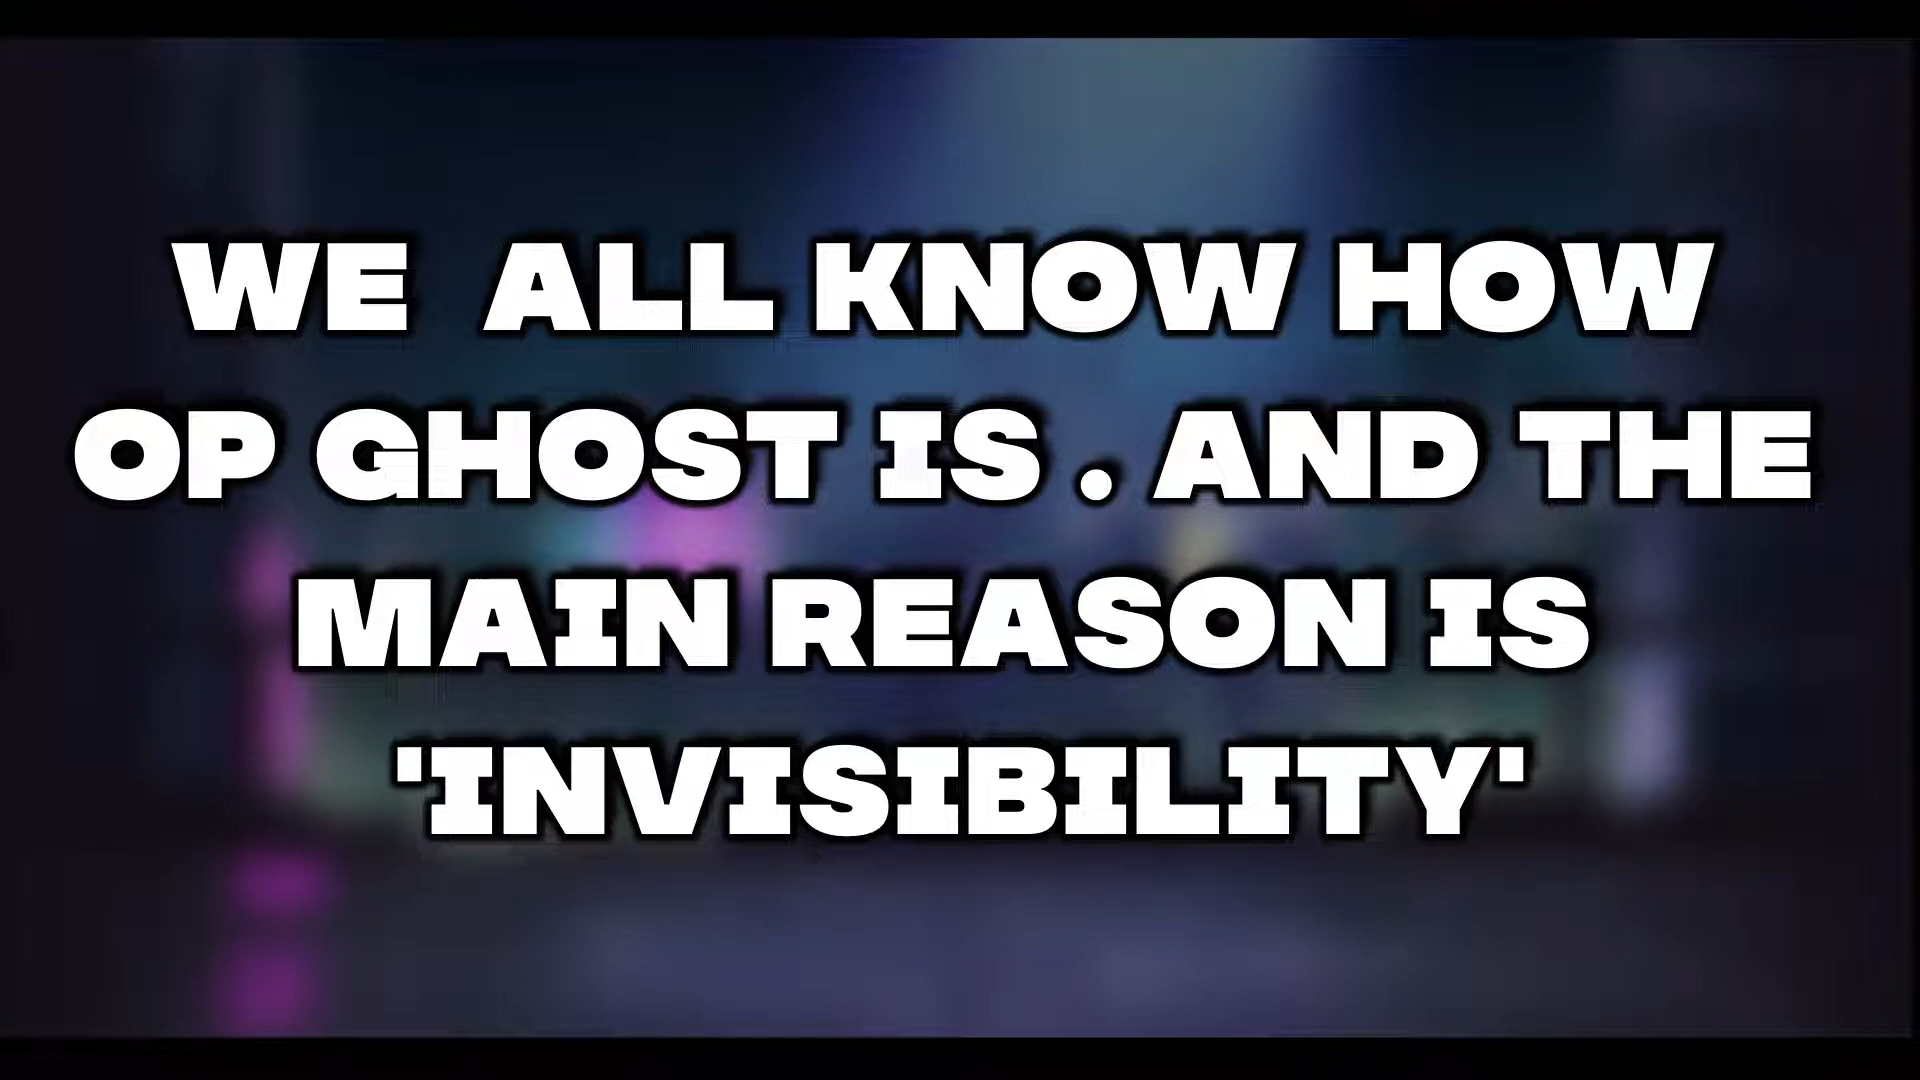 WE ALL KNOW HOW
OP GHOST IS . AND THE
MAIN REASON IS
'INVISIBILITY'